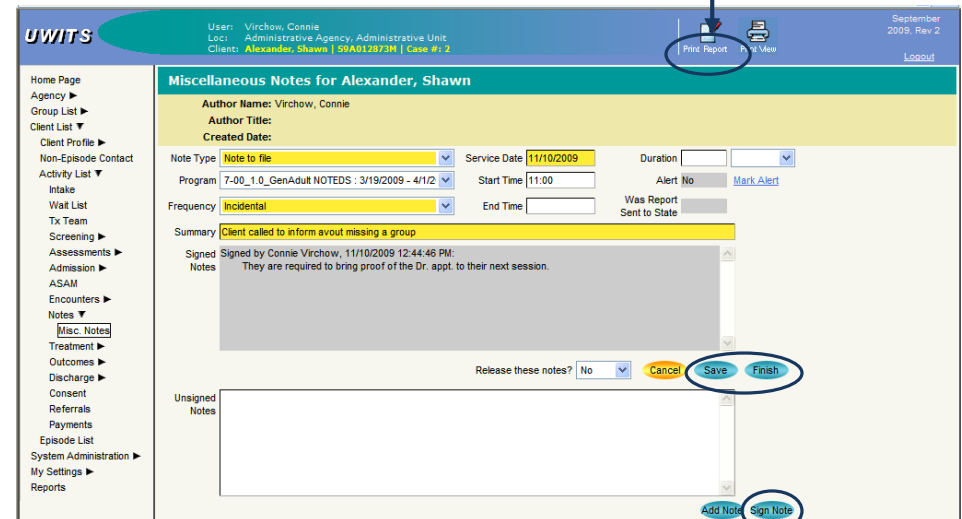 UWITS
User: Virchow, Connie
Loc: Administrative Agency, Administrative Unit
Client: Alexander, Shawn | S9A012873M | Case #: 2
Print Report
Print View
September
2009, Rev 2
Logout
Home Page
Agency ►
Group List ►
Client List ▼
Client Profile ►
Non-Episode Contact
Activity List ▼
Intake
Wait List
Tx Team
Screening ►
Assessments ►
Admission ►
ASAM
Encounters ►
Notes ▼
Misc. Notes
Treatment ►
Outcomes ►
Discharge ►
Consent
Referrals
Payments
Episode List
System Administration ►
My Settings ►
Reports
Miscellaneous Notes for Alexander, Shawn
Author Name: Virchow, Connie
Author Title:
Created Date:
Note Type Note to file Service Date 11/10/2009 Duration
Program 7-00_1.0_GenAdult NOTEDS : 3/19/2009 - 4/1/2 Start Time 11:00 Alert No Mark Alert
Frequency Incidental End Time Was Report
Sent to State
Summary Client called to inform avout missing a group
Signed Notes
Signed by Connie Virchow, 11/10/2009 12:44:46 PM:
They are required to bring proof of the Dr. appt. to their next session.
Release these notes? No Cancel Save Finish
Unsigned
Notes
Add Note Sign Note